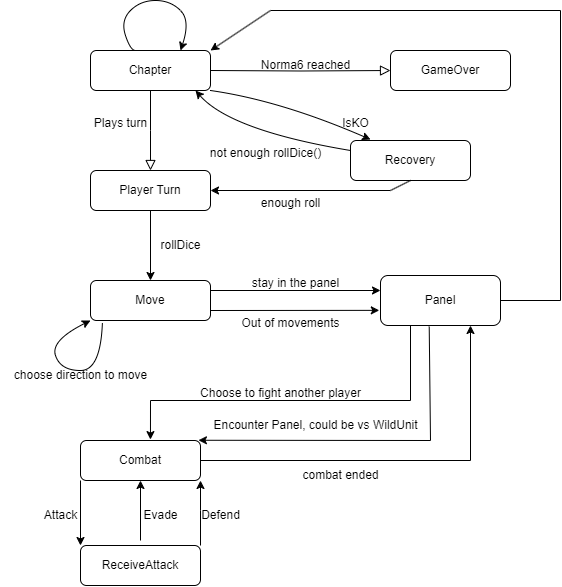 Chapter
Norma6 reached
GameOver
Plays turn
IsKO
not enough rollDice()
Recovery
Player Turn
enough roll
rollDice
stay in the panel
Move
Panel
Out of movements
choose direction to move
Choose to fight another player
Encounter Panel, could be vs WildUnit
Combat
combat ended
Attack
Evade
Defend
ReceiveAttack